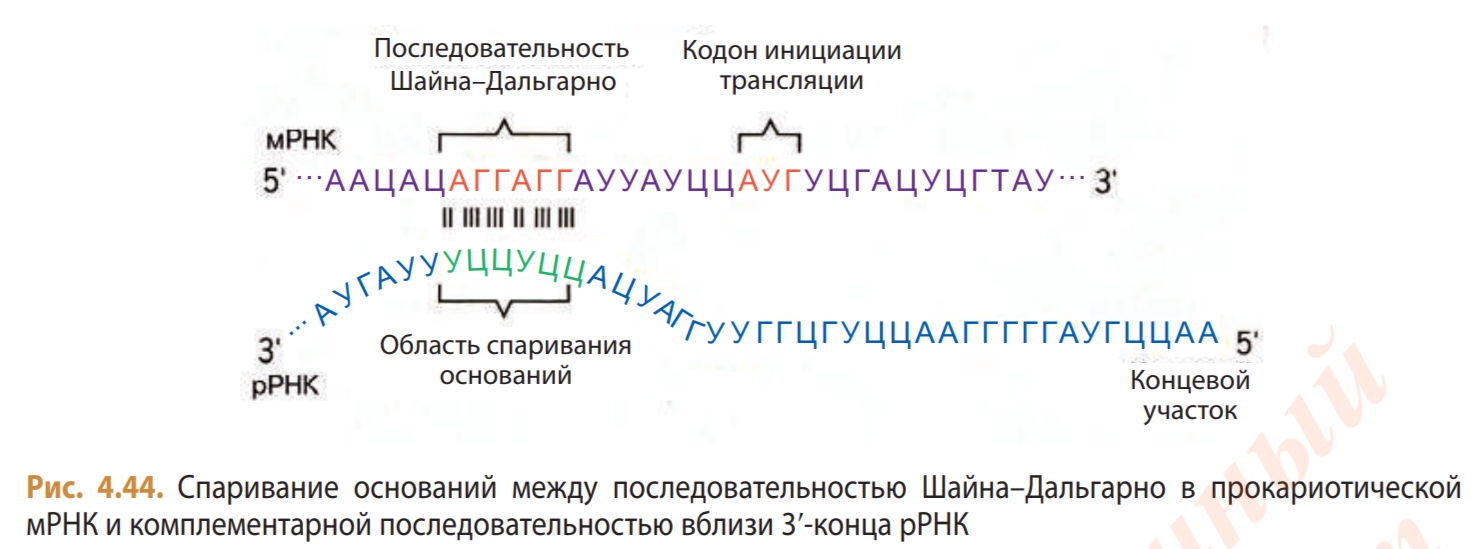 Последовательность
Шайна–Дальгарно
Кодон инициации
трансляции
мРНК
5' ···ААЦАЦАГГАГГАУУАУЦЦАУГУЦГАЦУЦГТАУ··· 3'
3' ···АУГАУУУЦЦУЦЦАЦУАГГУУГГЦГУЦЦААГГГГГАУГЦЦАА 5'
рРНК
Область спаривания
оснований
Концевой
участок
Рис. 4.44. Спаривание оснований между последовательностью Шайна–Дальгарно в прокариотической
мРНК и комплементарной последовательностью вблизи 3′-конца рРНК